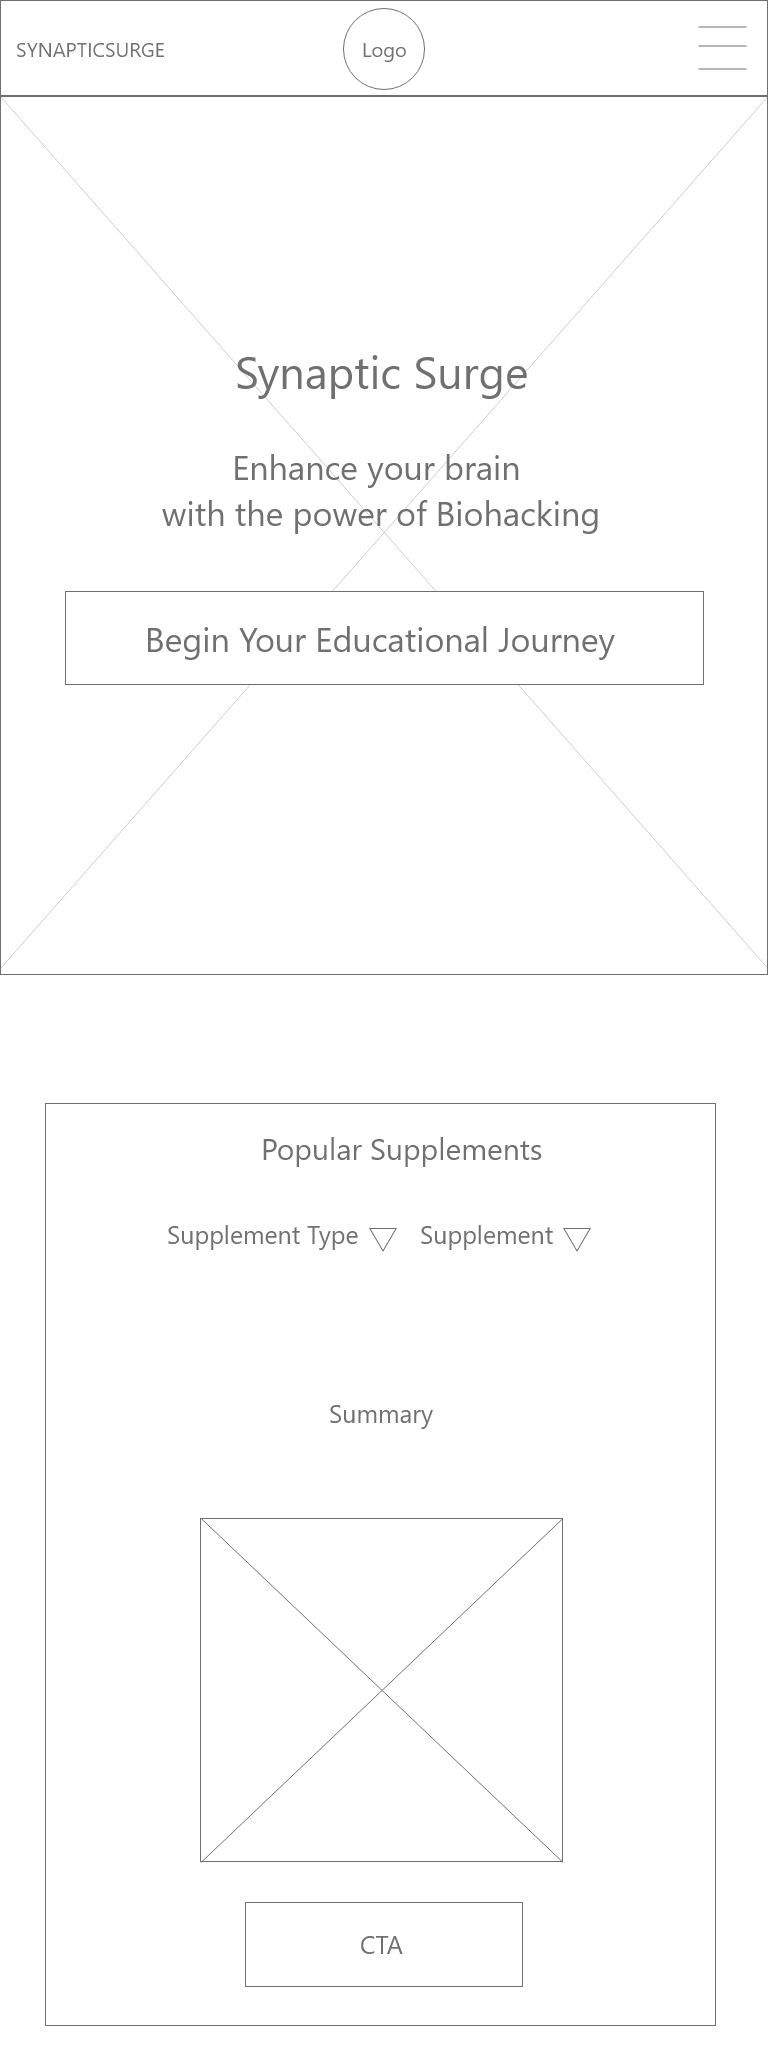 SYNAPTICSURGE
Logo
Synaptic Surge
Enhance your brain
with the power of Biohacking
Begin Your Educational Journey
Popular Supplements
Supplement Type
Supplement
Summary
CTA